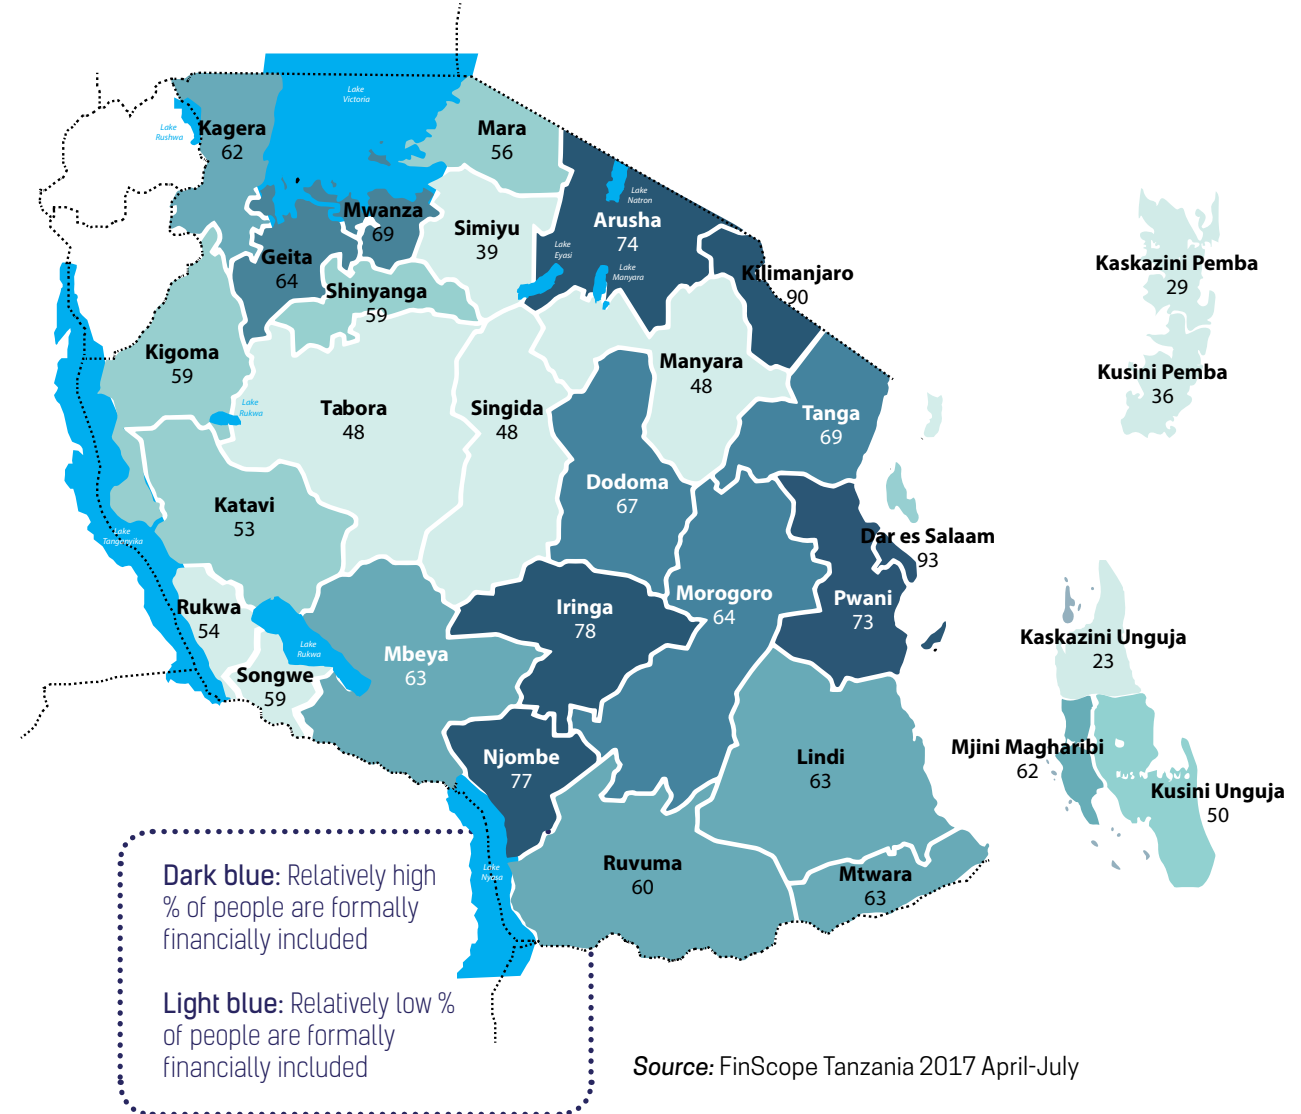 Lake
Victoria
Lake
Rushwa
Kagera
62
Mara
56
Lake
Natron
Mwanza
69
Simiyu
39
Arusha
74
Lake
Eyasi
Lake
Manyara
Geita
64
Shinyanga
59
Kilimanjaro
90
Kaskazini Pemba
29
Kigoma
59
Manyara
48
Kusini Pemba
36
Lake
Rukwa
Tabora
48
Singida
48
Tanga
69
Dodoma
67
Katavi
53
Lake
Tanganyika
Dar es Salaam
93
Rukwa
54
Iringa
78
Morogoro
64
Pwani
73
Lake
Rukwa
Mbeya
63
Kaskazini Unguja
23
Songwe
59
Njombe
77
Lindi
63
Mjini Magharibi
62
Kusini Unguja
50
Ruvuma
60
Mtwara
63
Lake
Nyasa
Dark blue: Relatively high
% of people are formally
financially included
Light blue: Relatively low %
of people are formally
financially included
Source: FinScope Tanzania 2017 April-July